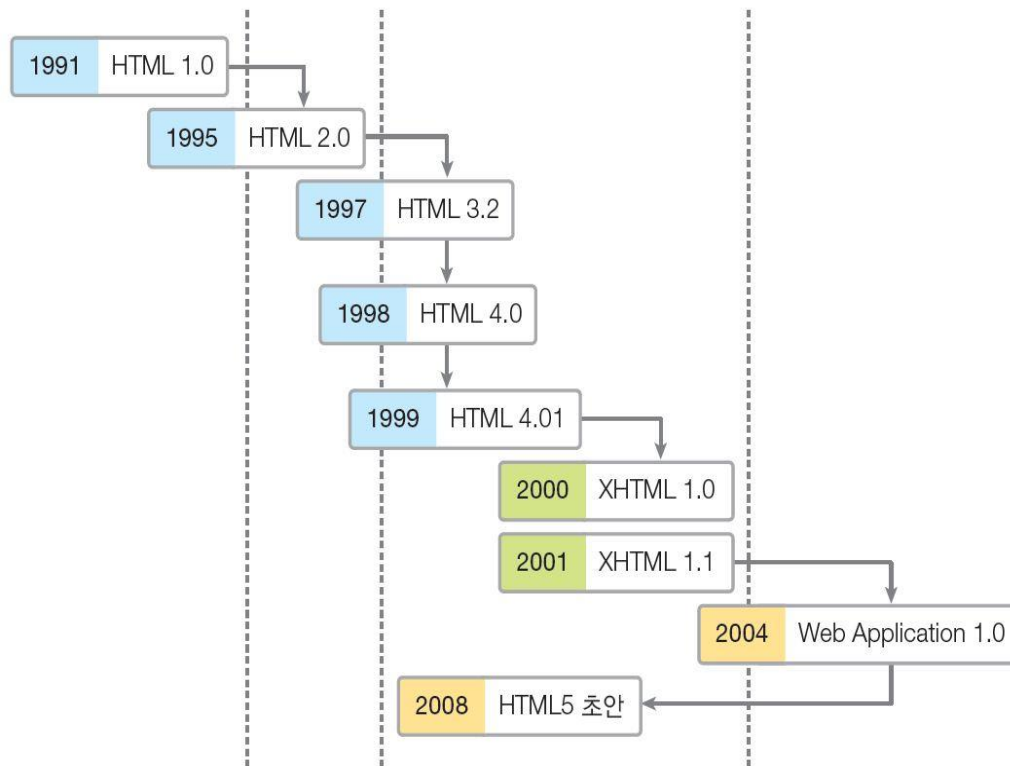 1991 HTML 1.0
1995 HTML 2.0
1997 HTML 3.2
1998 HTML 4.0
1999 HTML 4.01
2000 XHTML 1.0
2001 XHTML 1.1
2004 Web Application 1.0
2008 HTML5 초안